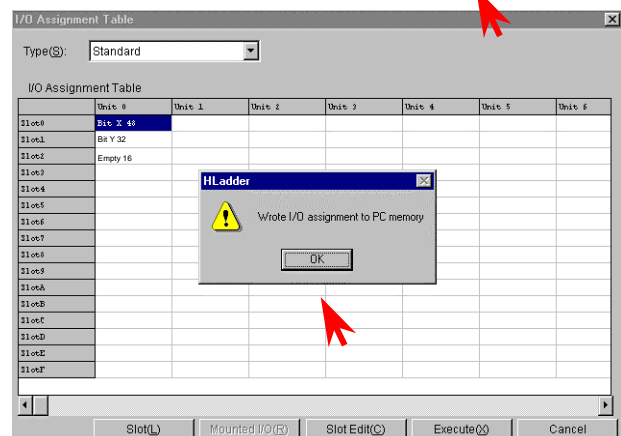 I/O Assignment Table
Type(S): Standard
I/O Assignment Table
Unit 0 Unit 1 Unit 2 Unit 3 Unit 4 Unit 5 Unit 6
Slot0 Bit X 48
Slot1 Bit Y 32
Slot2 Empty 16
Slot3
Slot4
Slot5
Slot6
Slot7
Slot8
Slot9
SlotA
SlotB
SlotC
SlotD
SlotE
SlotF
HLadder
Wrote I/O assignment to PC memory
OK
Slot(L) Mounted I/O(R) Slot Edit(C) Execute(X) Cancel